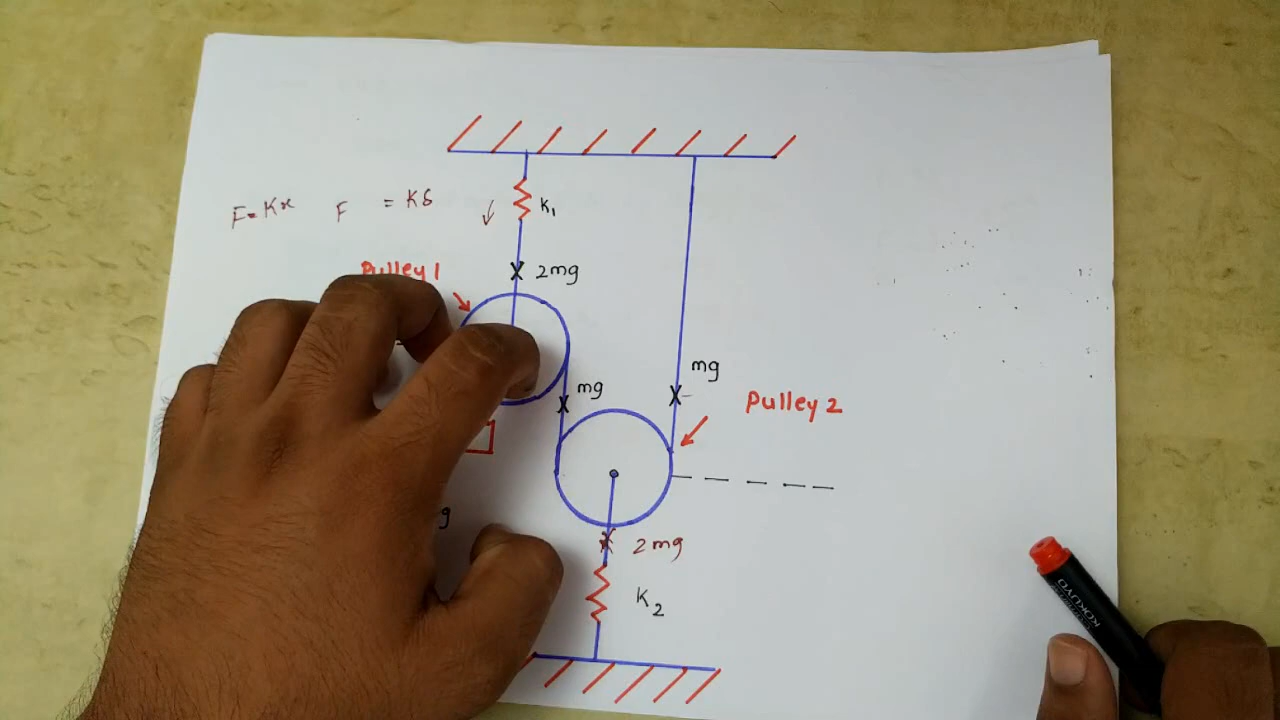 F=Kx F = Kδ
K₁
2mg
Pulley 1
mg
mg
Pulley 2
g
2mg
K₂
KOKUYO